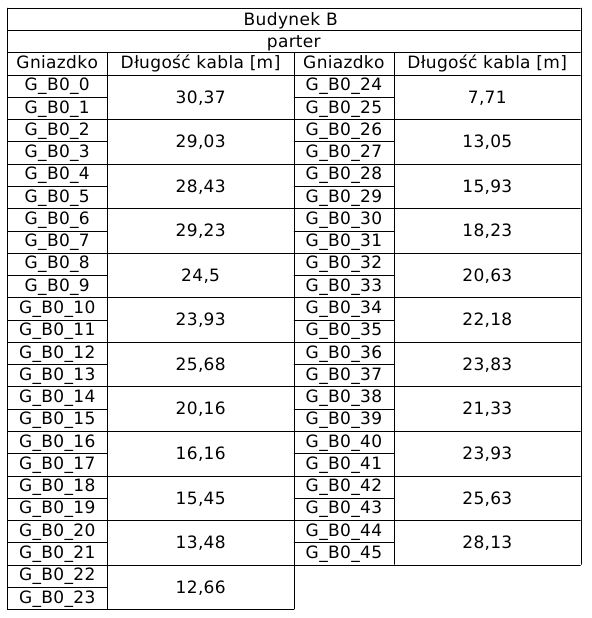 Budynek B
parter
Gniazdko Długość kabla [m] Gniazdko Długość kabla [m]
G_B0_0 G_B0_24
30,37 7,71
G_B0_1 G_B0_25
G_B0_2 G_B0_26
29,03 13,05
G_B0_3 G_B0_27
G_B0_4 G_B0_28
28,43 15,93
G_B0_5 G_B0_29
G_B0_6 G_B0_30
29,23 18,23
G_B0_7 G_B0_31
G_B0_8 G_B0_32
24,5 20,63
G_B0_9 G_B0_33
G_B0_10 G_B0_34
23,93 22,18
G_B0_11 G_B0_35
G_B0_12 G_B0_36
25,68 23,83
G_B0_13 G_B0_37
G_B0_14 G_B0_38
20,16 21,33
G_B0_15 G_B0_39
G_B0_16 G_B0_40
16,16 23,93
G_B0_17 G_B0_41
G_B0_18 G_B0_42
15,45 25,63
G_B0_19 G_B0_43
G_B0_20 G_B0_44
13,48 28,13
G_B0_21 G_B0_45
G_B0_22
12,66
G_B0_23